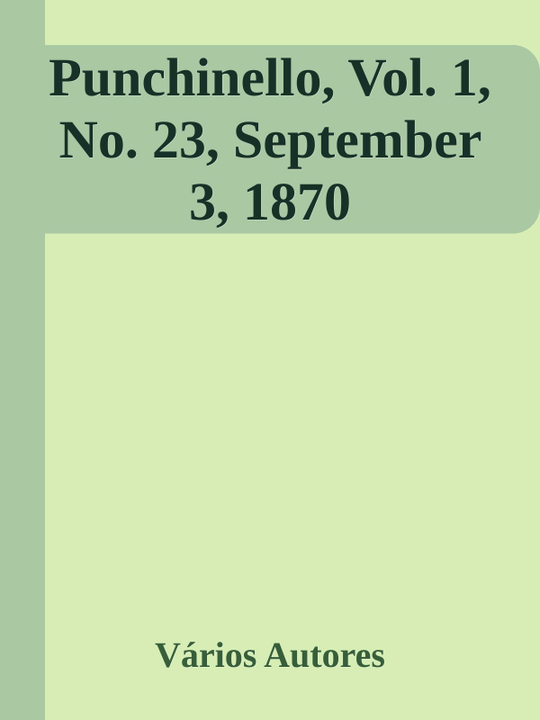 Punchinello, Vol. 1,
No. 23, September
3, 1870
Vários Autores